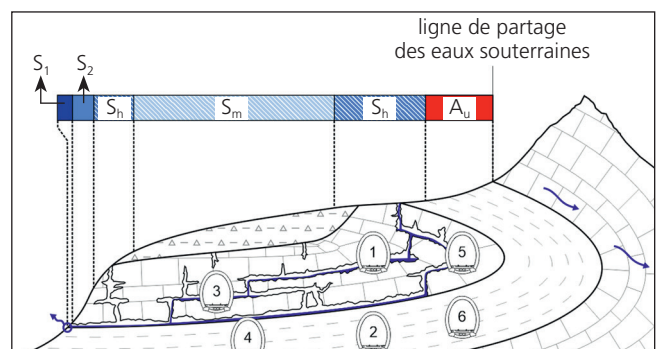 ligne de partage
des eaux souterraines
S₁
S₂
Sₕ
Sₘ
Sₕ
Aᵤ
1
5
3
6
4
2